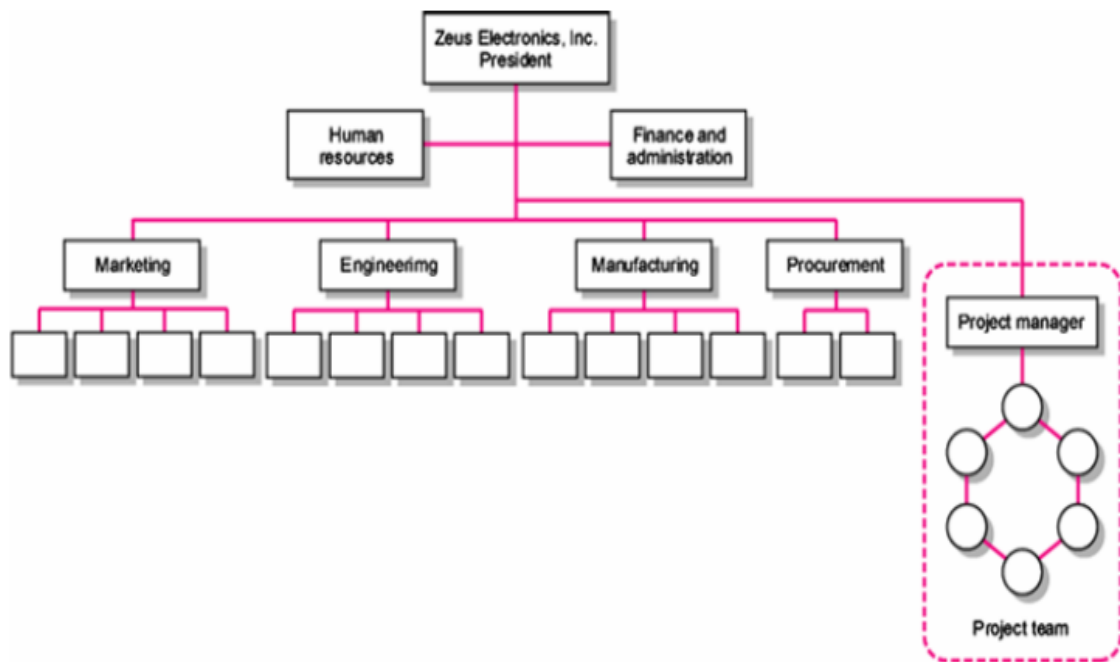 Zeus Electronics, Inc.
President
Human
resources
Finance and
administration
Marketing
Engineerimg
Manufacturing
Procurement
Project manager
Project team